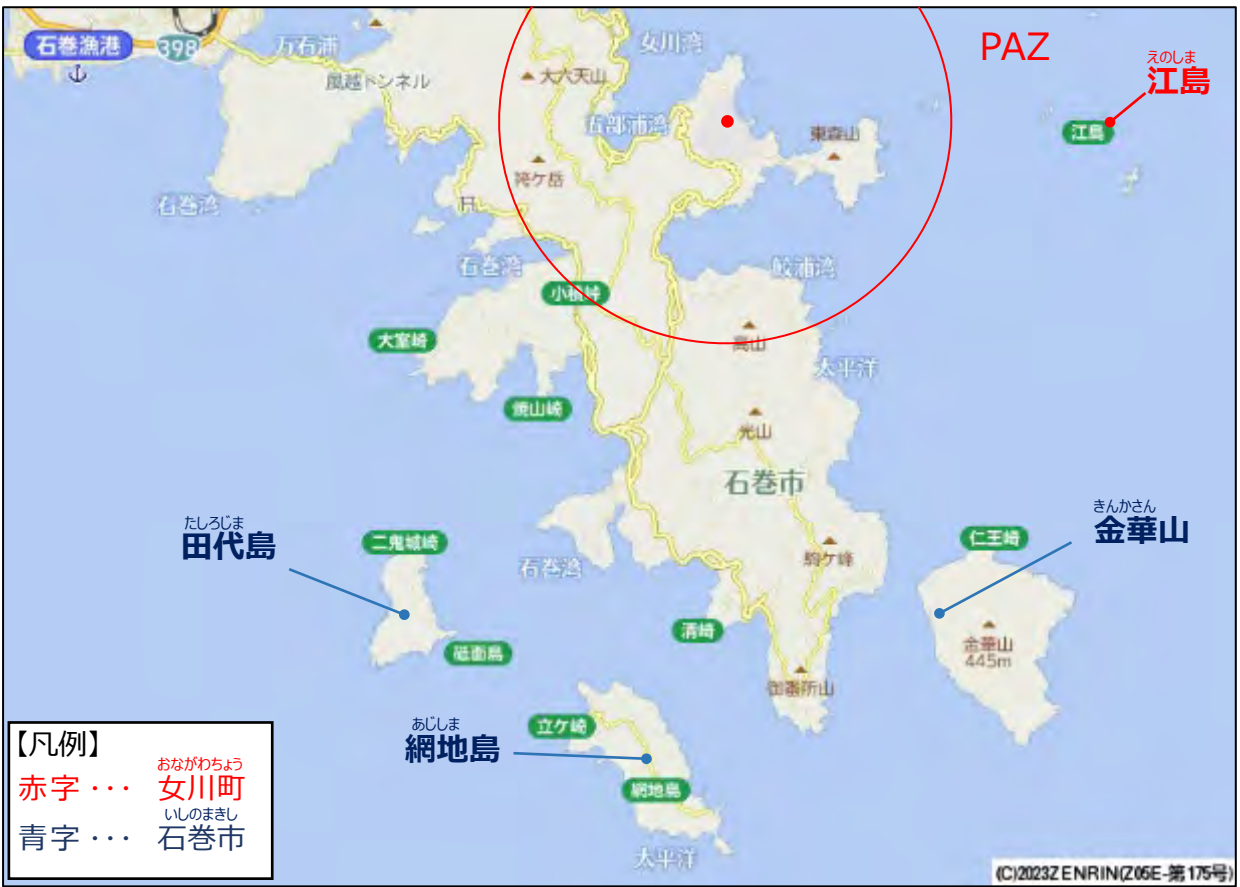 石巻漁港
398
万石浦
女川湾
PAZ
えのしま
江島
風越トンネル
大六天山
江島
東森山
袴ケ岳
石巻湾
石巻湾
鮫浦湾
小積峠
大室崎
高山
太平洋
焼山崎
光山
石巻市
たしろじま
田代島
二鬼城崎
石巻湾
駒ケ峰
仁王崎
きんかさん
金華山
清崎
金華山
445m
御番所山
あじしま
網地島
立ケ崎
網地島
太平洋
【凡例】
赤字・・・ 女川町
おながわちょう
青字・・・ 石巻市
いしのまきし
(C)2023ZENRIN(Z05E-第175号)